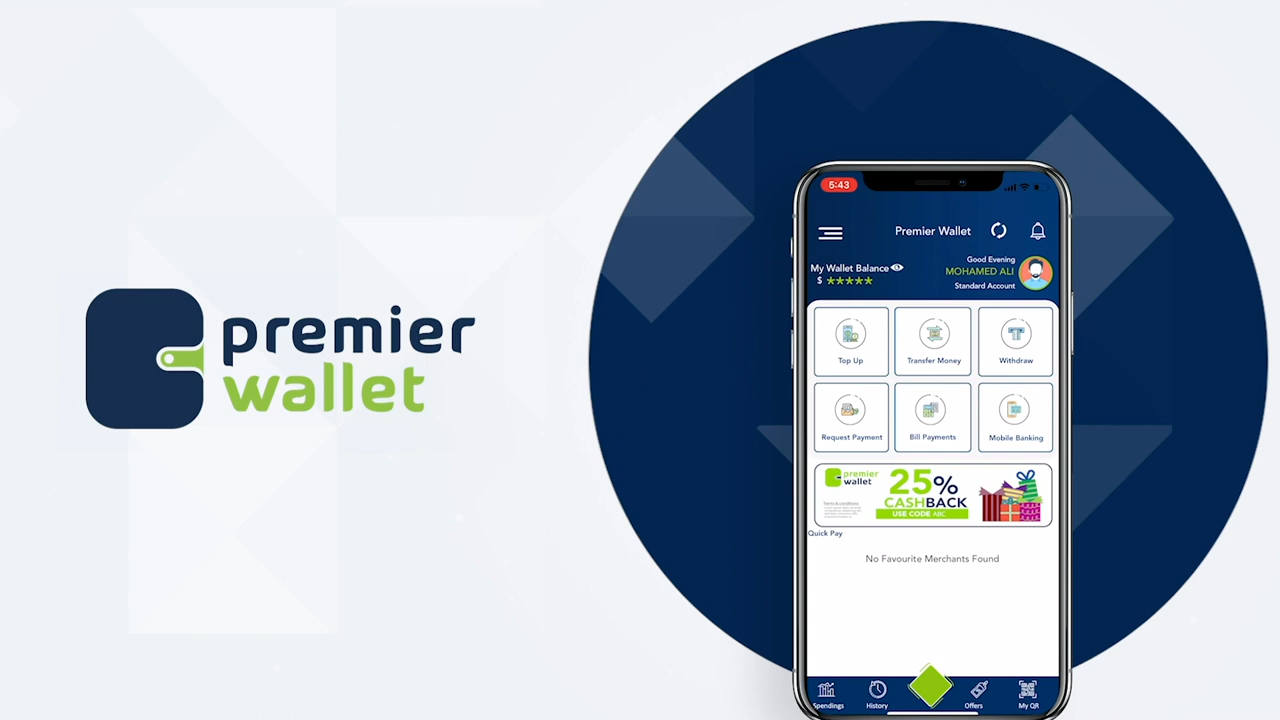 premier
wallet
5:43
Premier Wallet
My Wallet Balance
$ *****
Good Evening
MOHAMED ALI
Standard Account
Top Up
Transfer Money
Withdraw
Request Payment
Bill Payments
Mobile Banking
premier
wallet
Terms & conditions
25%
CASHBACK
USE CODE ABC
Quick Pay
No Favourite Merchants Found
Spendings
History
Offers
My QR